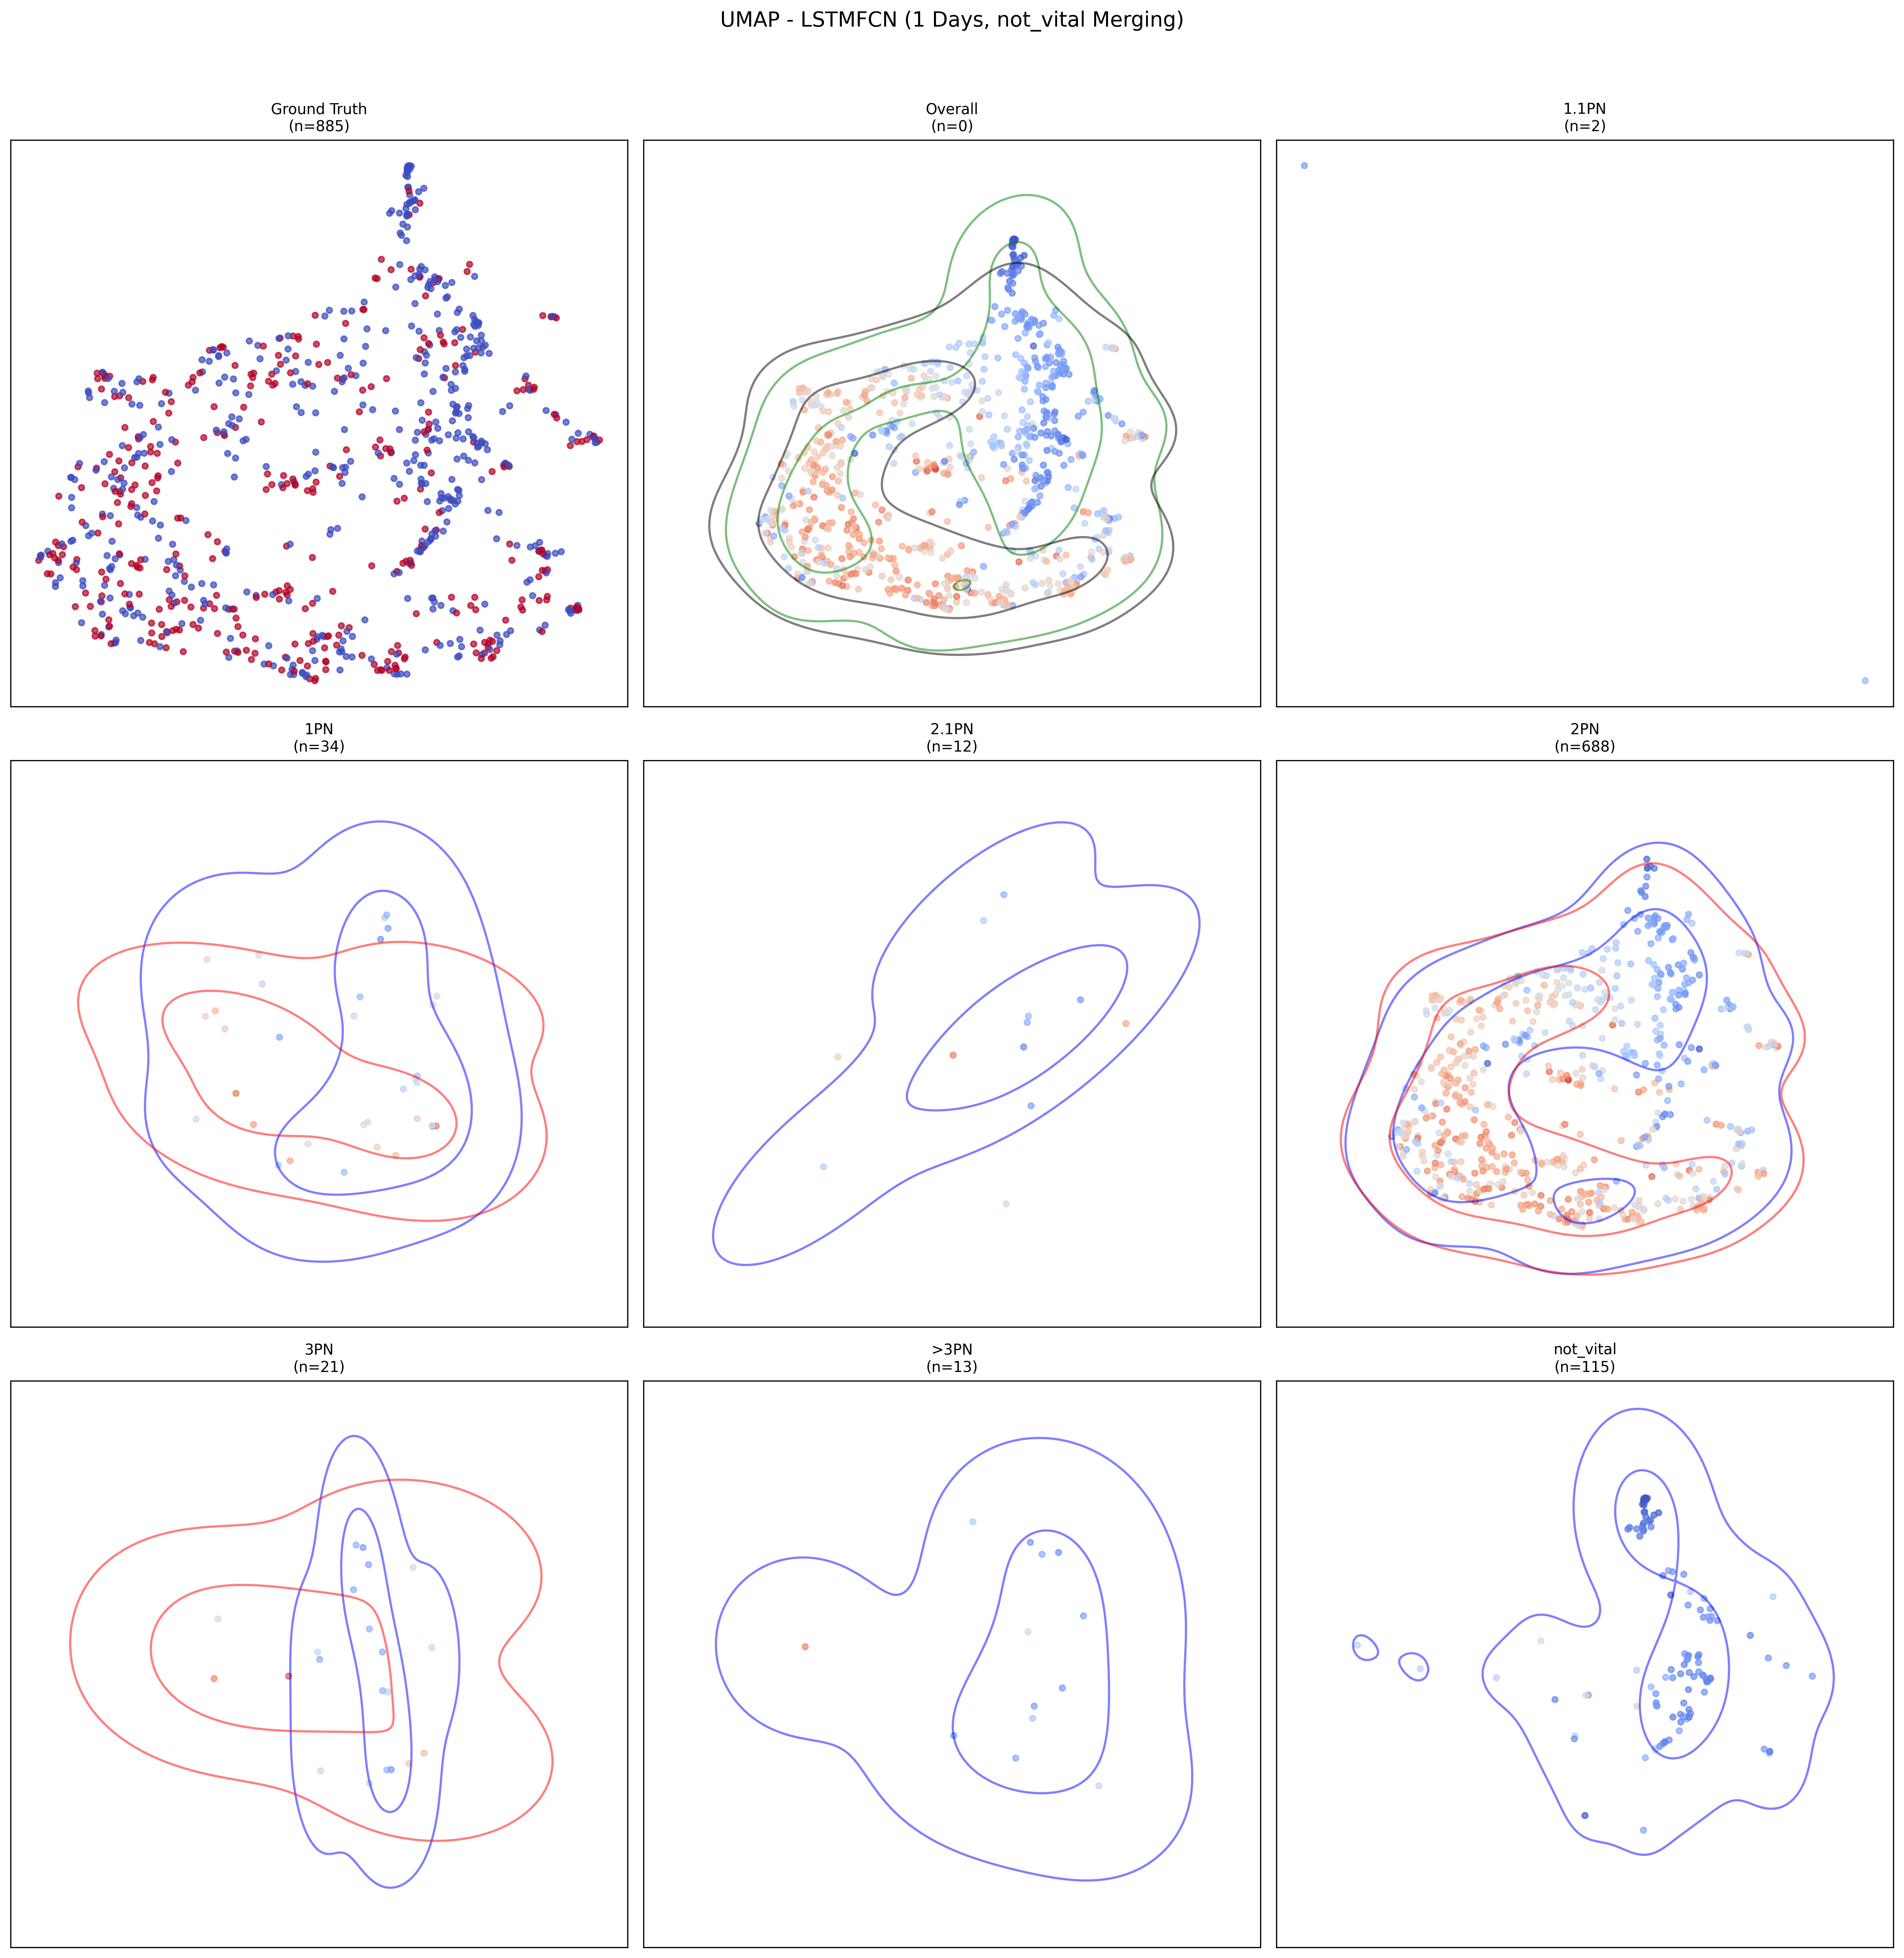 UMAP - LSTMFCN (1 Days, not_vital Merging)
Ground Truth
(n=885)
Overall
(n=0)
1.1PN
(n=2)
1PN
(n=34)
2.1PN
(n=12)
2PN
(n=688)
3PN
(n=21)
>3PN
(n=13)
not_vital
(n=115)